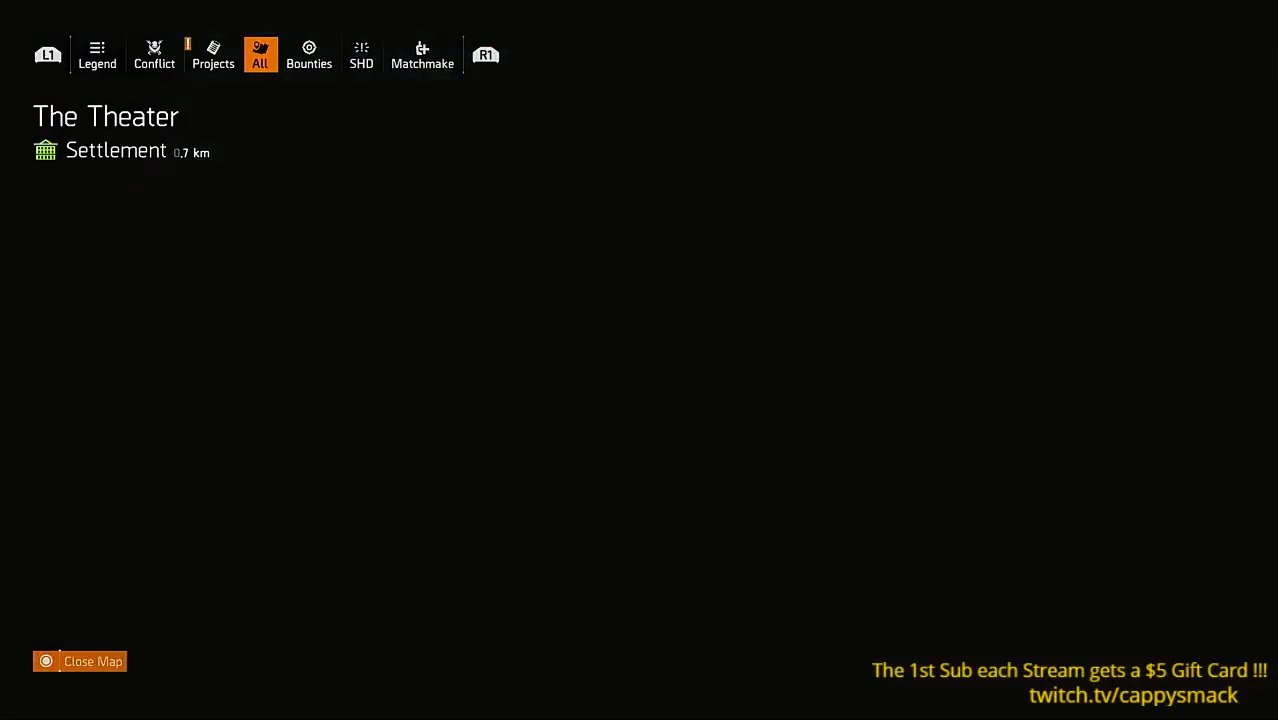 L1 Legend Conflict Projects All Bounties SHD Matchmake R1
The Theater
Settlement 0.7 km
Close Map
The 1st Sub each Stream gets a $5 Gift Card !!!
twitch.tv/cappysmack